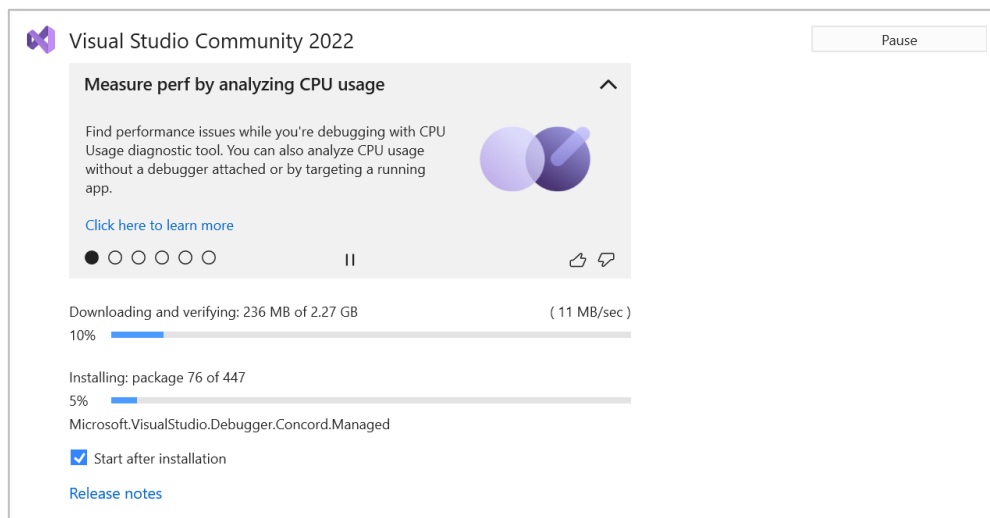 Visual Studio Community 2022
Pause
Measure perf by analyzing CPU usage
Find performance issues while you're debugging with CPU
Usage diagnostic tool. You can also analyze CPU usage
without a debugger attached or by targeting a running
app.
Click here to learn more
Downloading and verifying: 236 MB of 2.27 GB ( 11 MB/sec )
10%
Installing: package 76 of 447
5%
Microsoft.VisualStudio.Debugger.Concord.Managed
Start after installation
Release notes